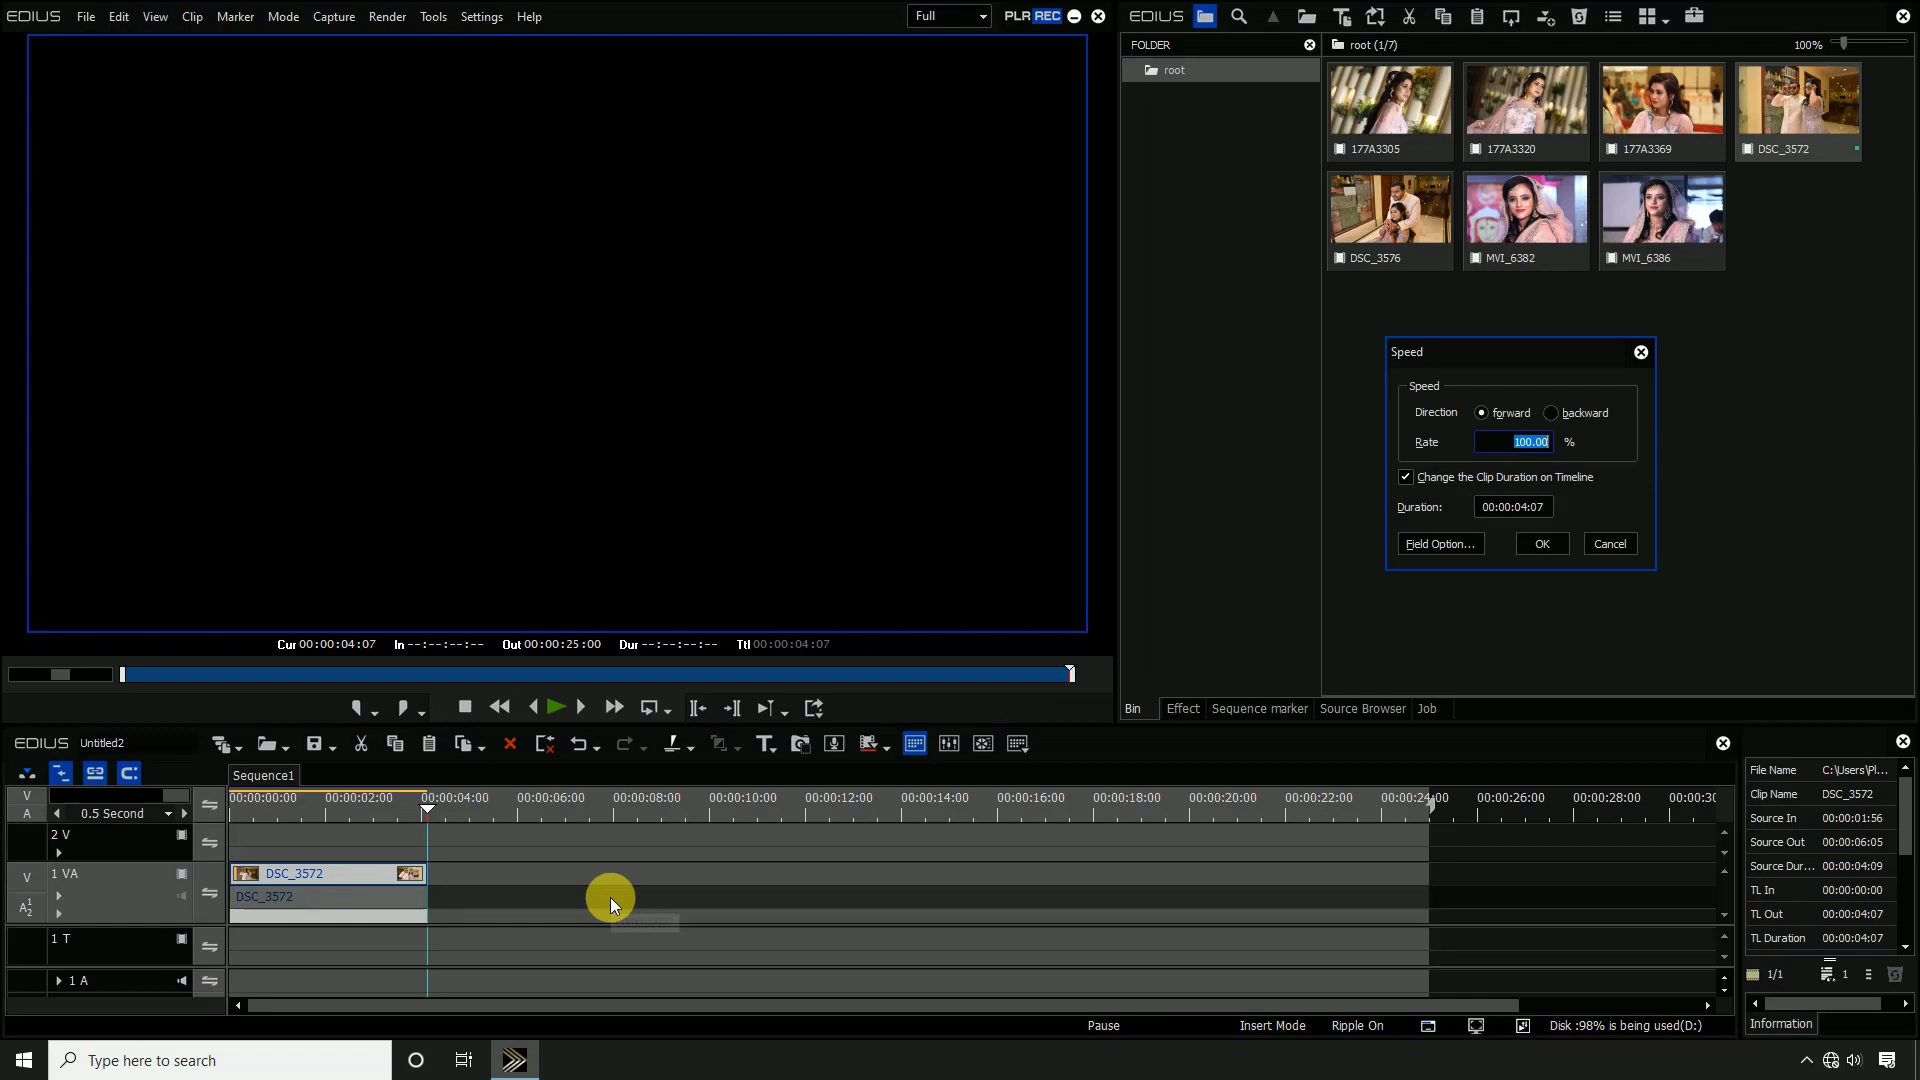 EDIUS File Edit View Clip Marker Mode Capture Render Tools Settings Help
Full
PLR REC
EDIUS
FOLDER
root
root (1/7)
100%
177A3305
177A3320
177A3369
DSC_3572
DSC_3576
MVI_6382
MVI_6386
Speed
Speed
Direction forward backward
Rate 100.00 %
Change the Clip Duration on Timeline
Duration: 00:00:04:07
Field Option... OK Cancel
Cur 00:00:04:07 In --:--:--:-- Out 00:00:25:00 Dur --:--:--:-- Ttl 00:00:04:07
Bin Effect Sequence marker Source Browser Job
EDIUS Untitled2
Sequence1
V
A
0.5 Second
00:00:00:00 00:00:02:00 00:00:04:00 00:00:06:00 00:00:08:00 00:00:10:00 00:00:12:00 00:00:14:00 00:00:16:00 00:00:18:00 00:00:20:00 00:00:22:00 00:00:24:00 00:00:26:00 00:00:28:00 00:00:30
2 V
V 1 VA
A 1 2
DSC_3572
DSC_3572
1 T
1 A
File Name C:\Users\Pl...
Clip Name DSC_3572
Source In 00:00:01:56
Source Out 00:00:06:05
Source Dur... 00:00:04:09
TL In 00:00:00:00
TL Out 00:00:04:07
TL Duration 00:00:04:07
1/1
1
Information
Pause
Insert Mode
Ripple On
Disk :98% is being used(D:)
Type here to search